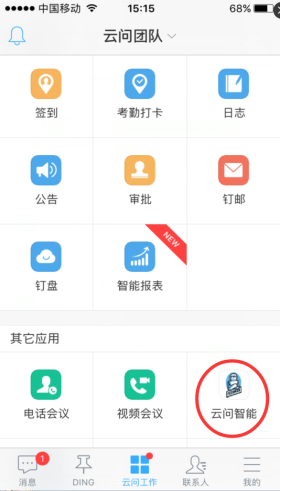 中国移动 15:15 68%
云问团队
签到 考勤打卡 日志
公告 审批 钉邮
NEW
钉盘 智能报表
其它应用
电话会议 视频会议 云问智能
1
消息 DING 云问工作 联系人 我的